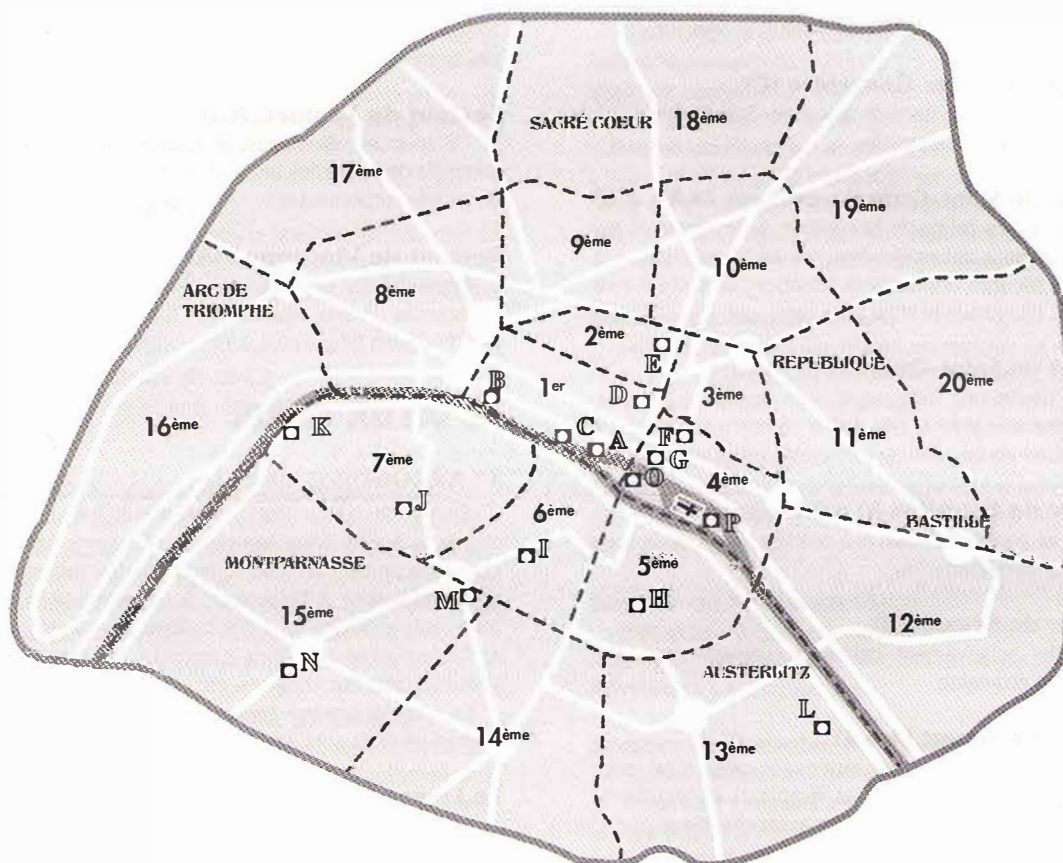 SACRÉ COEUR 18ème
17ème
19ème
9ème
10ème
ARC DE
TRIOMPHE
8ème
2ème
E
REPUBLIQUE
B
1er
D
3ème
20ème
16ème
K
C
A
F
G
11ème
7ème
O
4ème
J
6ème
P
BASTILLE
I
5ème
MONTPARNASSE
M
H
15ème
12ème
N
AUSTERLITZ
L
14ème
13ème